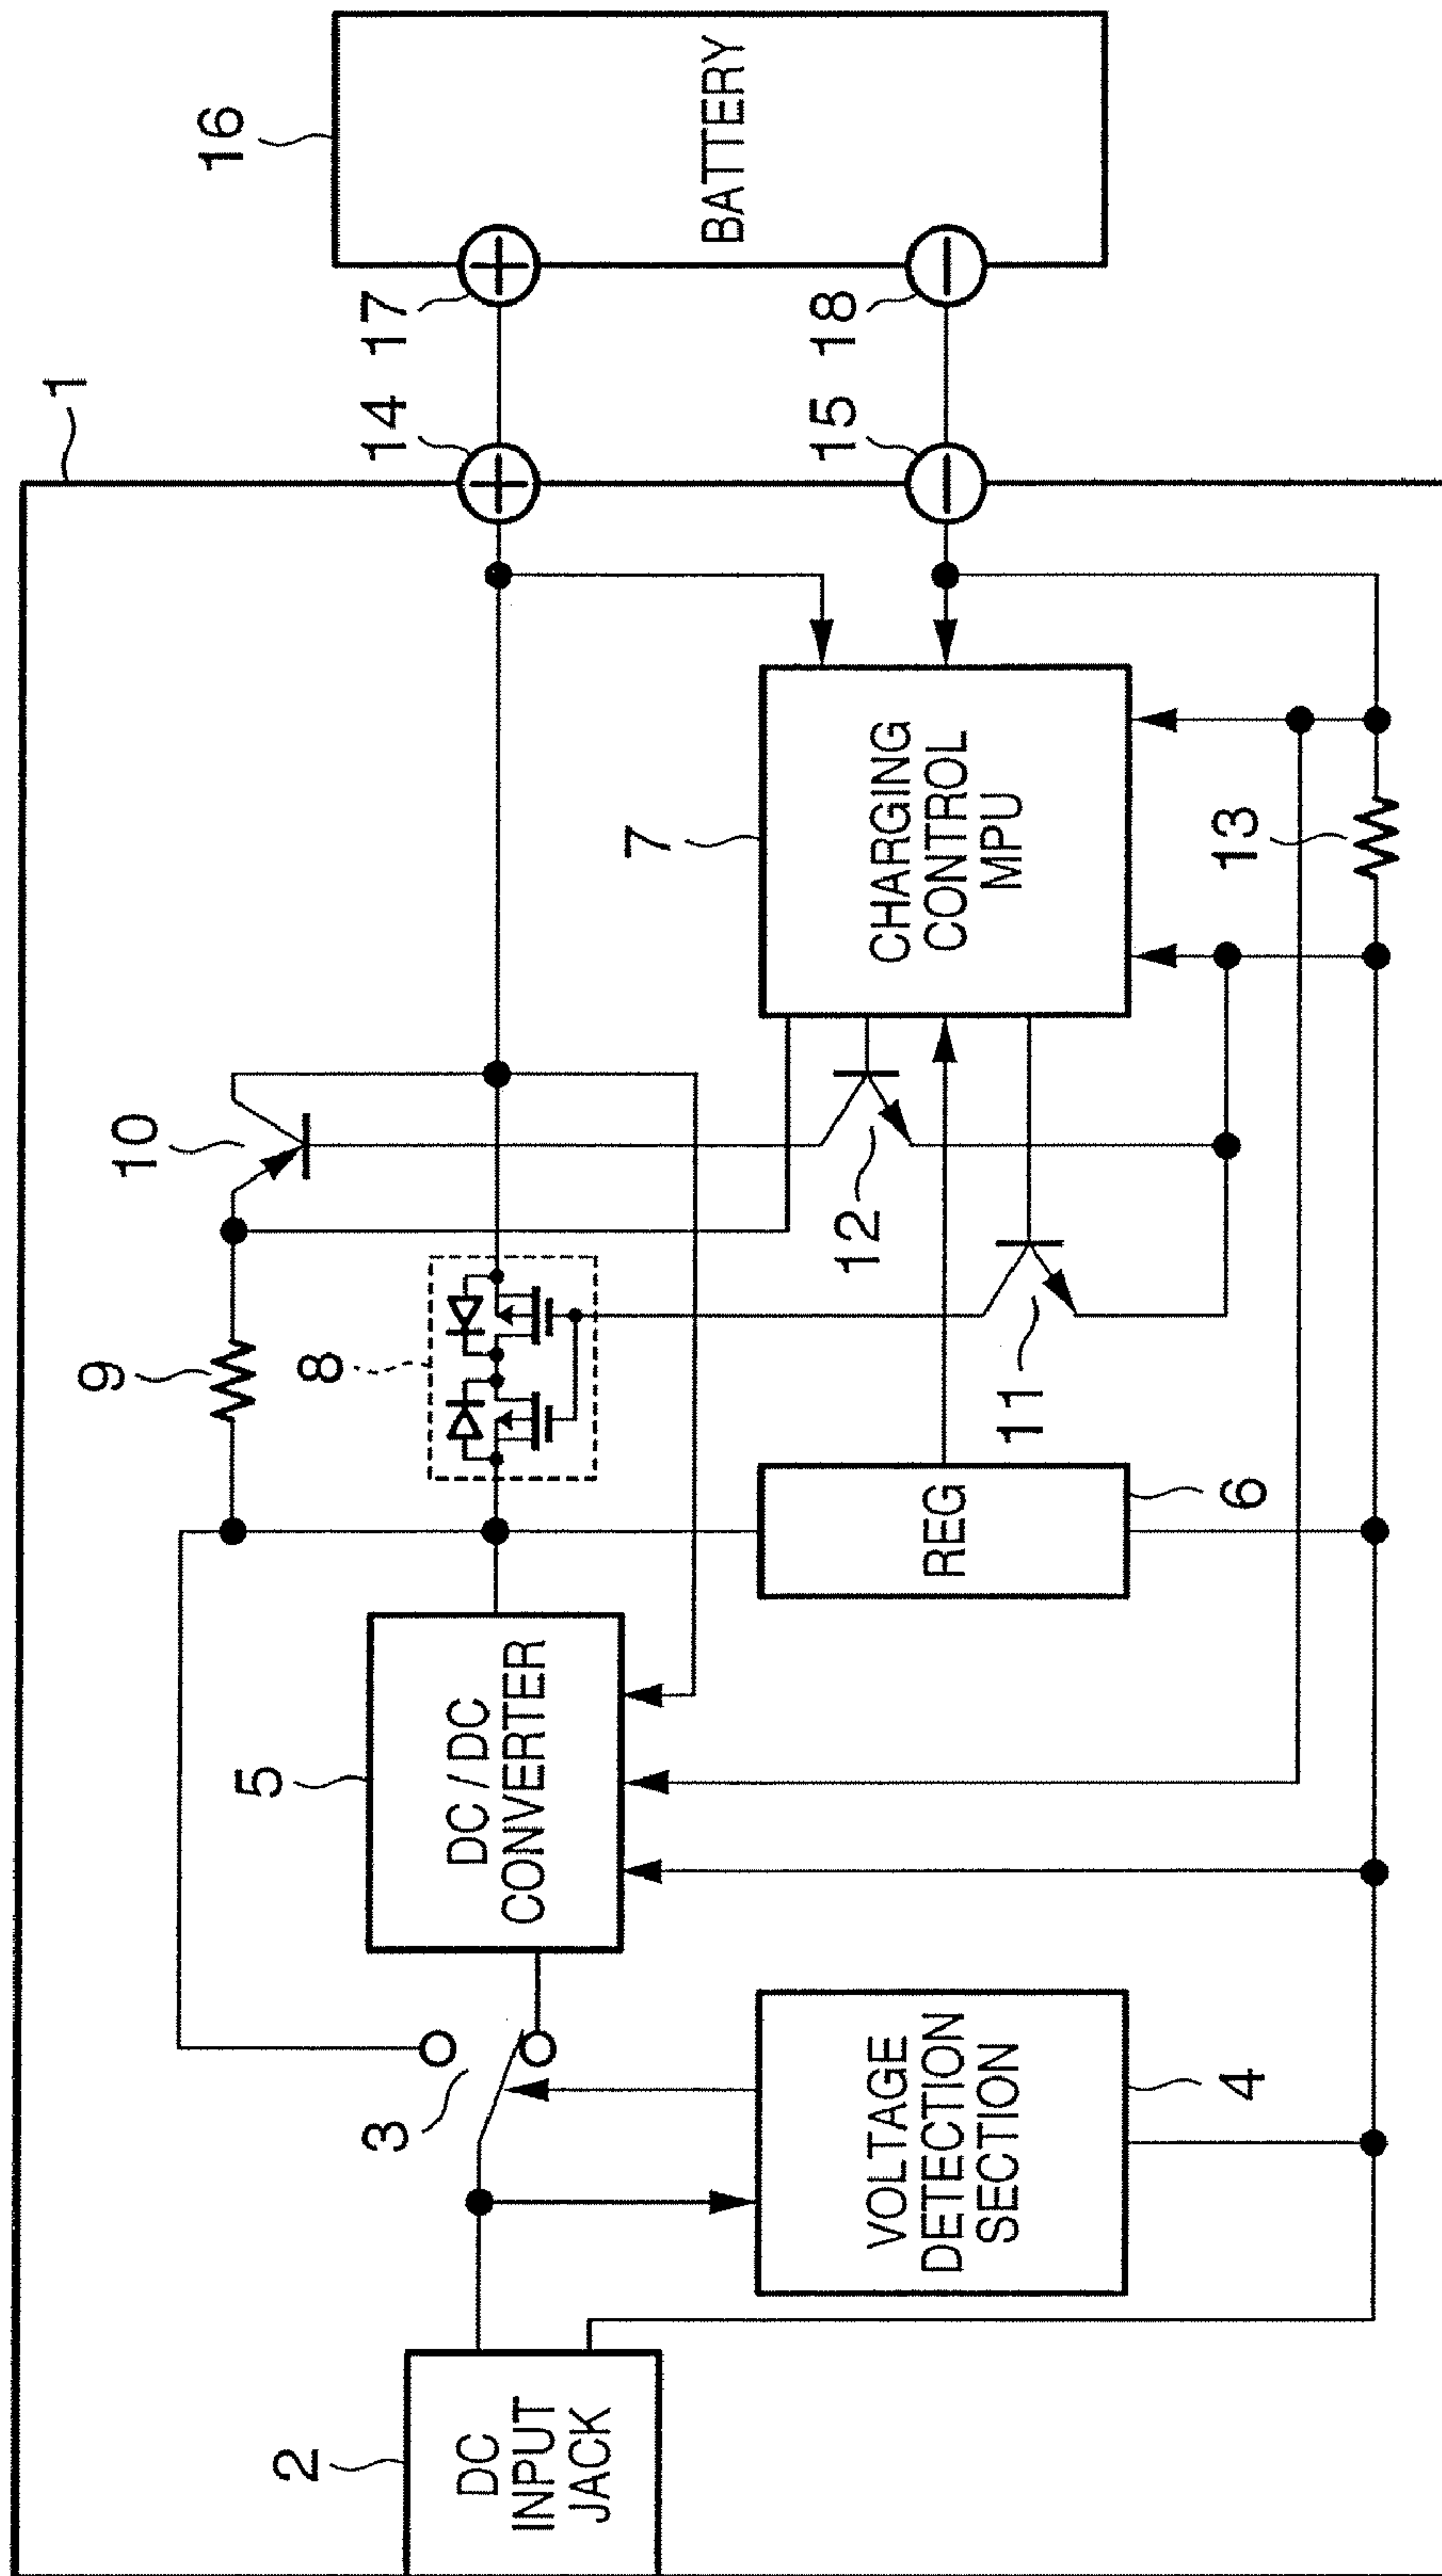 1
2
DC
INPUT
JACK
3
VOLTAGE
DETECTION
SECTION
4
5
DC / DC
CONVERTER
REG
6
8
9
10
11
12
7
CHARGING
CONTROL
MPU
13
14
15
17
18
16
BATTERY